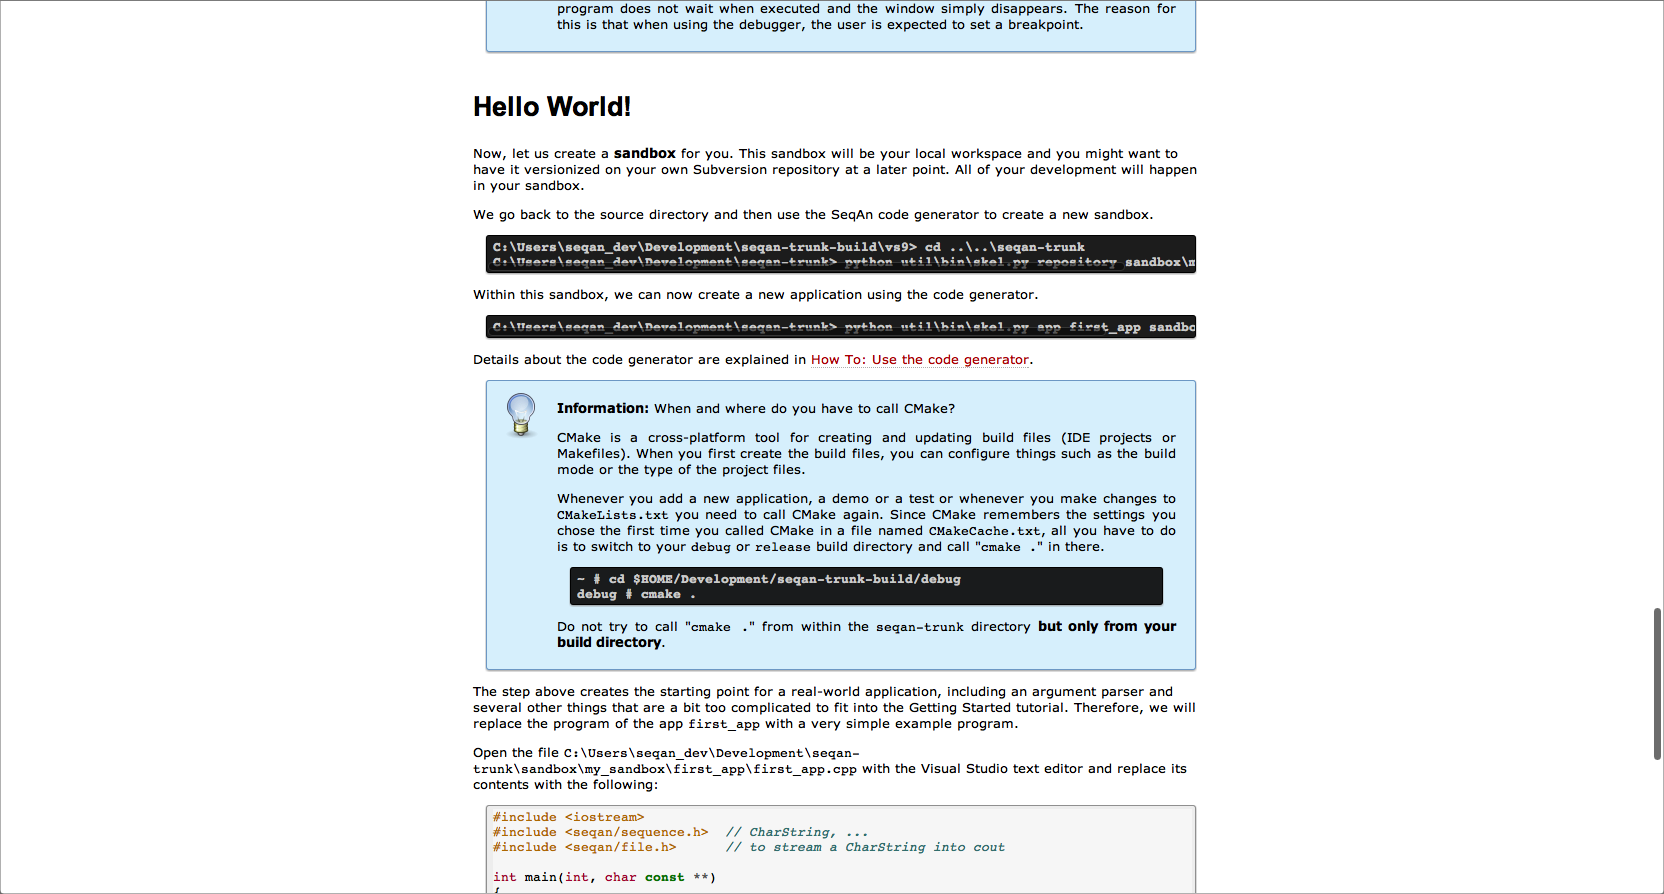 program does not wait when executed and the window simply disappears. The reason for
this is that when using the debugger, the user is expected to set a breakpoint.
Hello World!
Now, let us create a sandbox for you. This sandbox will be your local workspace and you might want to
have it versionized on your own Subversion repository at a later point. All of your development will happen
in your sandbox.
We go back to the source directory and then use the SeqAn code generator to create a new sandbox.
C:\Users\seqan_dev\Development\seqan-trunk-build\vs9> cd ..\..\seqan-trunk
C:\Users\seqan_dev\Development\seqan-trunk> python util\bin\skel.py repository sandbox\m
Within this sandbox, we can now create a new application using the code generator.
C:\Users\seqan_dev\Development\seqan-trunk> python util\bin\skel.py app first_app sandbo
Details about the code generator are explained in How To: Use the code generator.
Information: When and where do you have to call CMake?
CMake is a cross-platform tool for creating and updating build files (IDE projects or
Makefiles). When you first create the build files, you can configure things such as the build
mode or the type of the project files.
Whenever you add a new application, a demo or a test or whenever you make changes to
CMakeLists.txt you need to call CMake again. Since CMake remembers the settings you
chose the first time you called CMake in a file named CMakeCache.txt, all you have to do
is to switch to your debug or release build directory and call "cmake ." in there.
~ # cd $HOME/Development/seqan-trunk-build/debug
debug # cmake .
Do not try to call "cmake ." from within the seqan-trunk directory but only from your
build directory.
The step above creates the starting point for a real-world application, including an argument parser and
several other things that are a bit too complicated to fit into the Getting Started tutorial. Therefore, we will
replace the program of the app first_app with a very simple example program.
Open the file C:\Users\seqan_dev\Development\seqan-
trunk\sandbox\my_sandbox\first_app\first_app.cpp with the Visual Studio text editor and replace its
contents with the following:
#include <iostream>
#include <seqan/sequence.h>  // CharString, ...
#include <seqan/file.h>      // to stream a CharString into cout
int main(int, char const **)
{